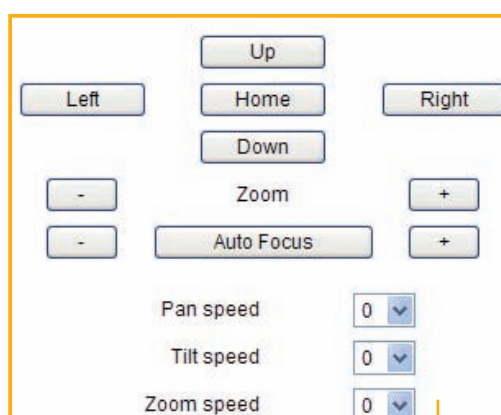 Up
Left Home Right
Down
- Zoom +
- Auto Focus +
Pan speed 0
Tilt speed 0
Zoom speed 0